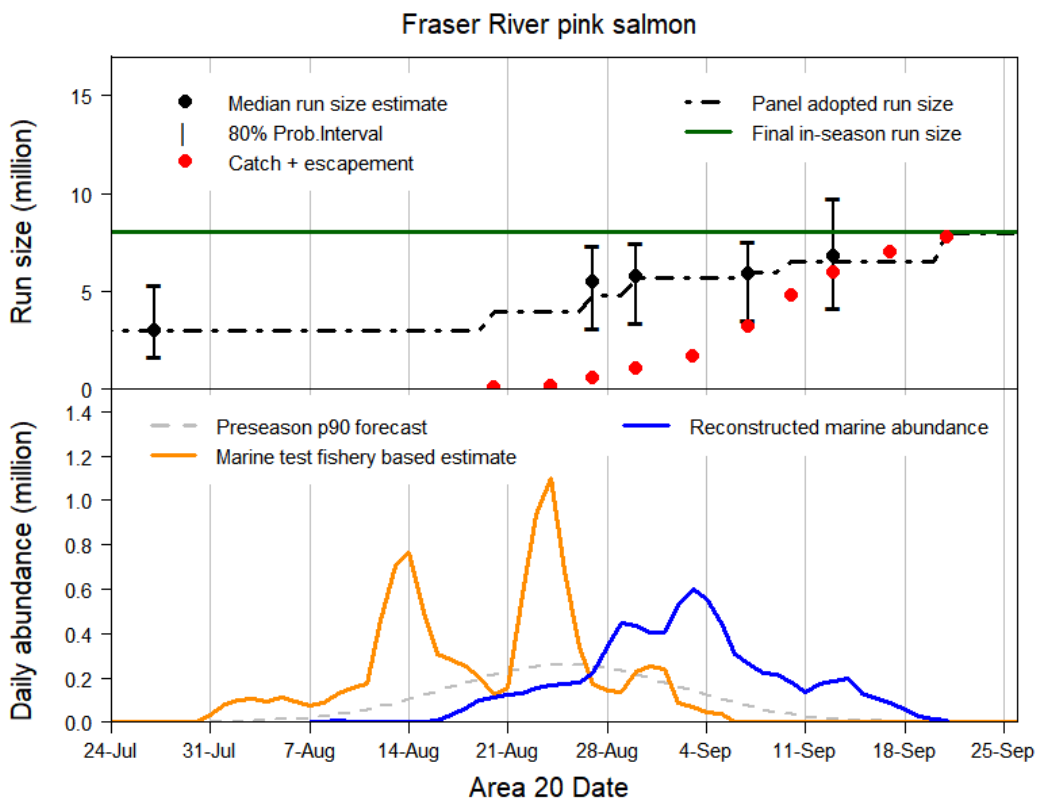 Fraser River pink salmon
Run size (million)
15
10
5
0
Median run size estimate
80% Prob.Interval
Catch + escapement
Panel adopted run size
Final in-season run size
Daily abundance (million)
1.4
1.2
1.0
0.8
0.6
0.4
0.2
0.0
Preseason p90 forecast
Marine test fishery based estimate
Reconstructed marine abundance
24-Jul 31-Jul 7-Aug 14-Aug 21-Aug 28-Aug 4-Sep 11-Sep 18-Sep 25-Sep
Area 20 Date